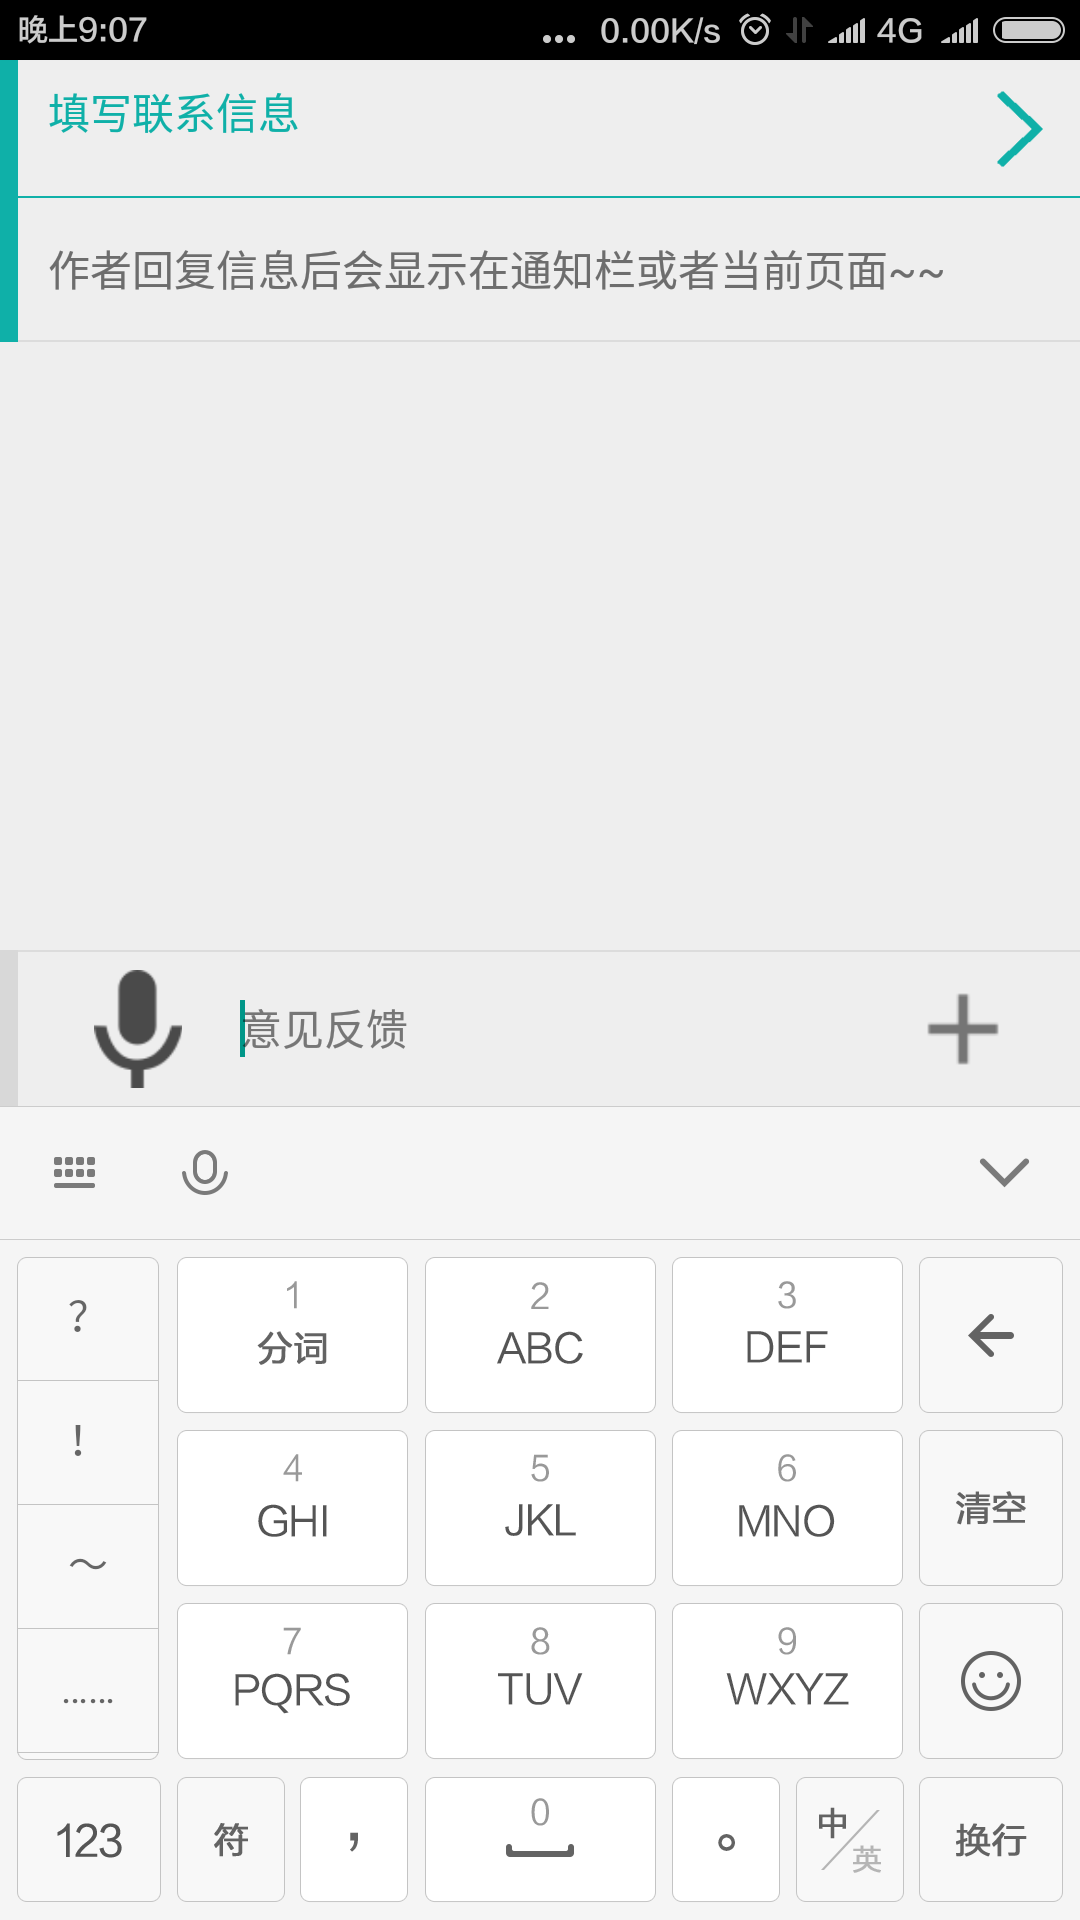 晚上9:07 ... 0.00K/s 4G
填写联系信息
作者回复信息后会显示在通知栏或者当前页面~~
意见反馈
? 1 2 3
分词 ABC DEF
! 4 5 6
GHI JKL MNO 清空
～ 7 8 9
PQRS TUV WXYZ
……
123 符 ， 0 。 中/英 换行